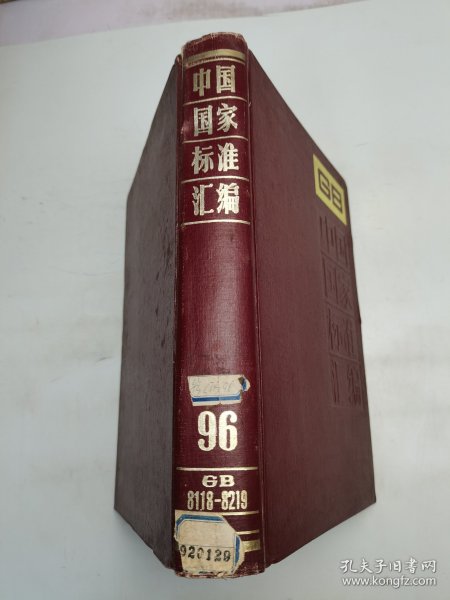 中国
国家
标准
汇编
96
GB
8118-8219
020129
GB
中国
国家
标准
汇编
孔夫子旧书网
www.kongfz.com